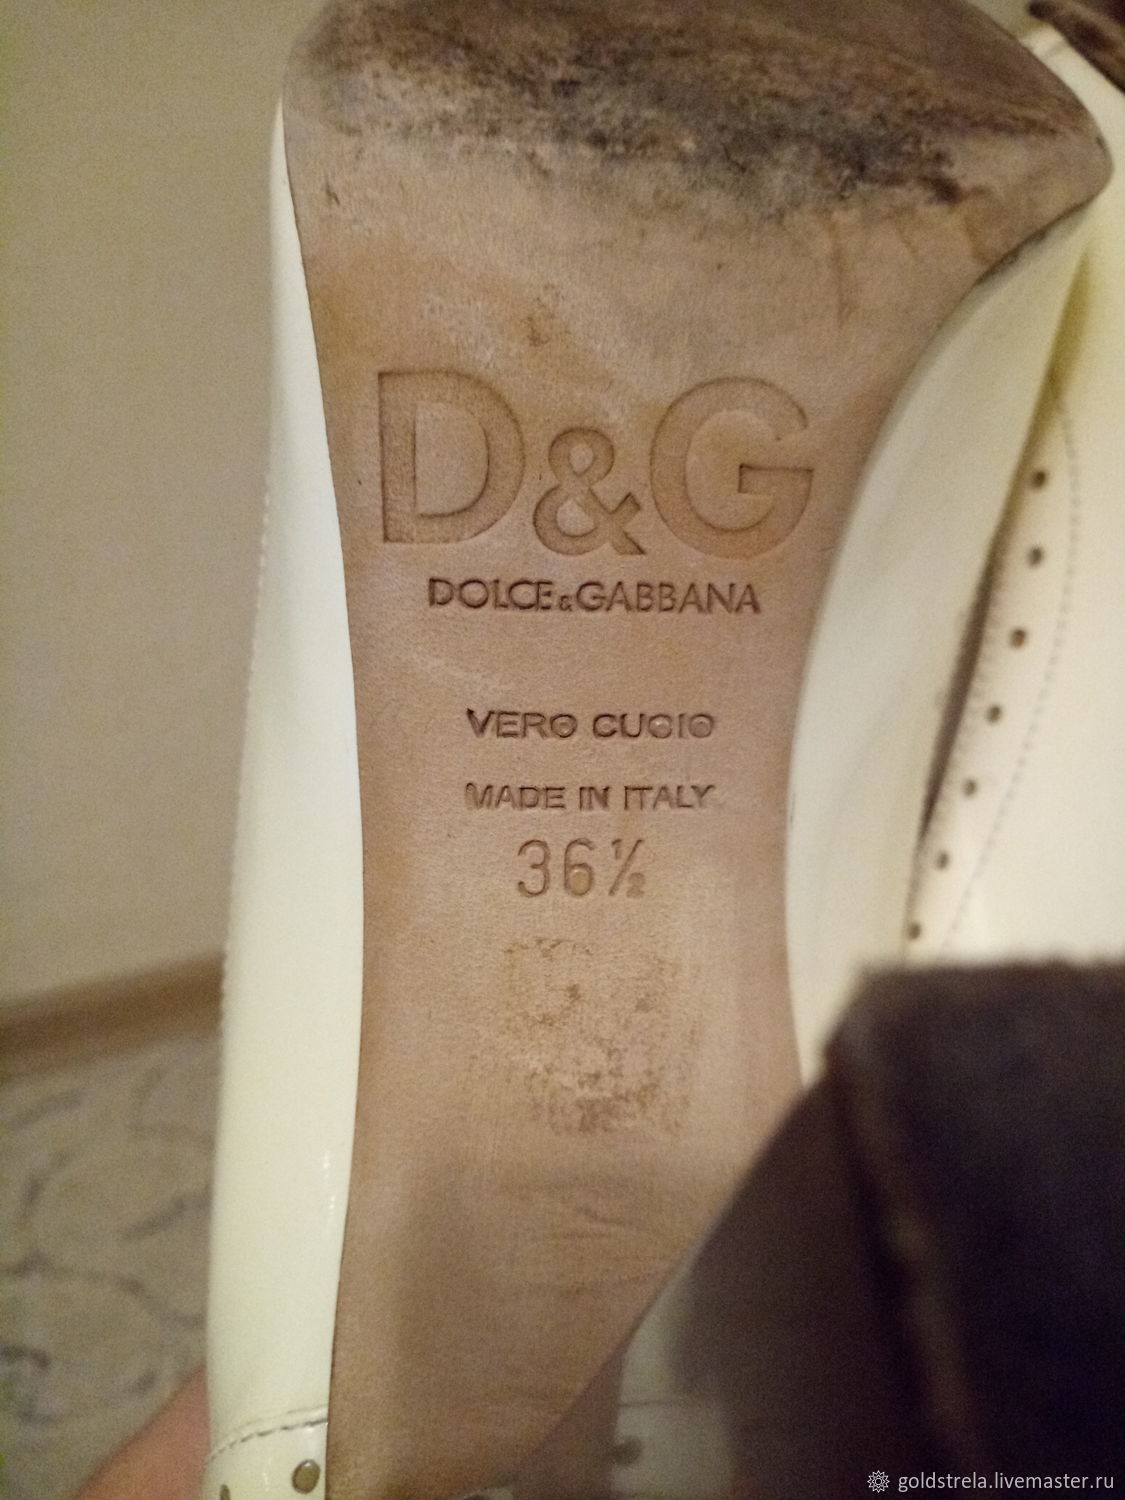 D&G
DOLCE&GABBANA
VERO CUOIO
MADE IN ITALY
36½
goldstrela.livemaster.ru